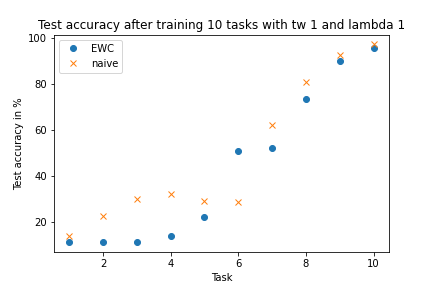 Test accuracy after training 10 tasks with tw 1 and lambda 1
EWC
naive
100
80
60
40
20
Test accuracy in %
2 4 6 8 10
Task